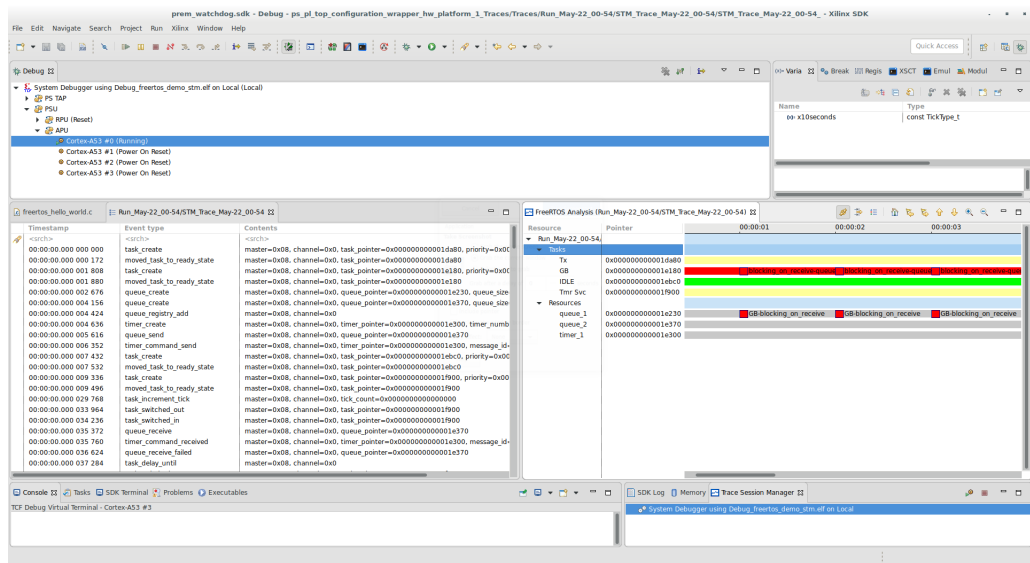 prem_watchdog.sdk - Debug - ps_pl_top_configuration_wrapper_hw_platform_1_Traces/Traces/Run_May-22_00-54/STM_Trace_May-22_00-54/STM_Trace_May-22_00-54_ - Xilinx SDK
File Edit Navigate Search Project Run Xilinx Window Help
Quick Access
Debug
System Debugger using Debug_freertos_demo_stm.elf on Local (Local)
PS TAP
PSU
RPU (Reset)
APU
Cortex-A53 #0 (Running)
Cortex-A53 #1 (Power On Reset)
Cortex-A53 #2 (Power On Reset)
Cortex-A53 #3 (Power On Reset)
Varia Break Regis XSCT Emul Modul
Name Type
x10seconds const TickType_t
freertos_hello_world.c Run_May-22_00-54/STM_Trace_May-22_00-54
Timestamp Event type Contents
<srch> <srch> <srch>
00:00:00.000 000 000 task_create master=0x08, channel=0x0, task_pointer=0x000000000001da80, priority=0x00
00:00:00.000 000 172 moved_task_to_ready_state master=0x08, channel=0x0, task_pointer=0x000000000001da80
00:00:00.000 001 808 task_create master=0x08, channel=0x0, task_pointer=0x000000000001e180, priority=0x00
00:00:00.000 001 880 moved_task_to_ready_state master=0x08, channel=0x0, task_pointer=0x000000000001e180
00:00:00.000 002 676 queue_create master=0x08, channel=0x0, queue_pointer=0x000000000001e230, queue_size
00:00:00.000 004 156 queue_create master=0x08, channel=0x0, queue_pointer=0x000000000001e370, queue_size
00:00:00.000 004 424 queue_registry_add master=0x08, channel=0x0
00:00:00.000 004 636 timer_create master=0x08, channel=0x0, timer_pointer=0x000000000001e300, timer_numb
00:00:00.000 005 616 queue_send master=0x08, channel=0x0, queue_pointer=0x000000000001e370
00:00:00.000 006 352 timer_command_send master=0x08, channel=0x0, timer_pointer=0x000000000001e300, message_id
00:00:00.000 007 432 task_create master=0x08, channel=0x0, task_pointer=0x000000000001ebc0, priority=0x00
00:00:00.000 007 532 moved_task_to_ready_state master=0x08, channel=0x0, task_pointer=0x000000000001ebc0
00:00:00.000 009 336 task_create master=0x08, channel=0x0, task_pointer=0x000000000001f900, priority=0x00
00:00:00.000 009 496 moved_task_to_ready_state master=0x08, channel=0x0, task_pointer=0x000000000001f900
00:00:00.000 029 768 task_increment_tick master=0x08, channel=0x0, tick_count=0x0000000000000000
00:00:00.000 033 964 task_switched_out master=0x08, channel=0x0, task_pointer=0x000000000001f900
00:00:00.000 034 236 task_switched_in master=0x08, channel=0x0, task_pointer=0x000000000001f900
00:00:00.000 035 372 queue_receive master=0x08, channel=0x0, queue_pointer=0x000000000001e370
00:00:00.000 035 760 timer_command_received master=0x08, channel=0x0, timer_pointer=0x000000000001e300, message_id
00:00:00.000 036 624 queue_receive_failed master=0x08, channel=0x0, queue_pointer=0x000000000001e370
00:00:00.000 037 284 task_delay_until master=0x08, channel=0x0
FreeRTOS Analysis (Run_May-22_00-54/STM_Trace_May-22_00-54)
Resource Pointer 00:00:01 00:00:02 00:00:03
Run_May-22_00-54,
Tasks
Tx 0x000000000001da80
GB 0x000000000001e180 blocking_on_receive-queue blocking_on_receive-queue blocking_on_receive-que
IDLE 0x000000000001ebc0
Tmr Svc 0x000000000001f900
Resources
queue_1 0x000000000001e230 GB-blocking_on_receive GB-blocking_on_receive GB-blocking_on_receive
queue_2 0x000000000001e370
timer_1 0x000000000001e300
Console Tasks SDK Terminal Problems Executables
TCF Debug Virtual Terminal - Cortex-A53 #3
SDK Log Memory Trace Session Manager
System Debugger using Debug_freertos_demo_stm.elf on Local